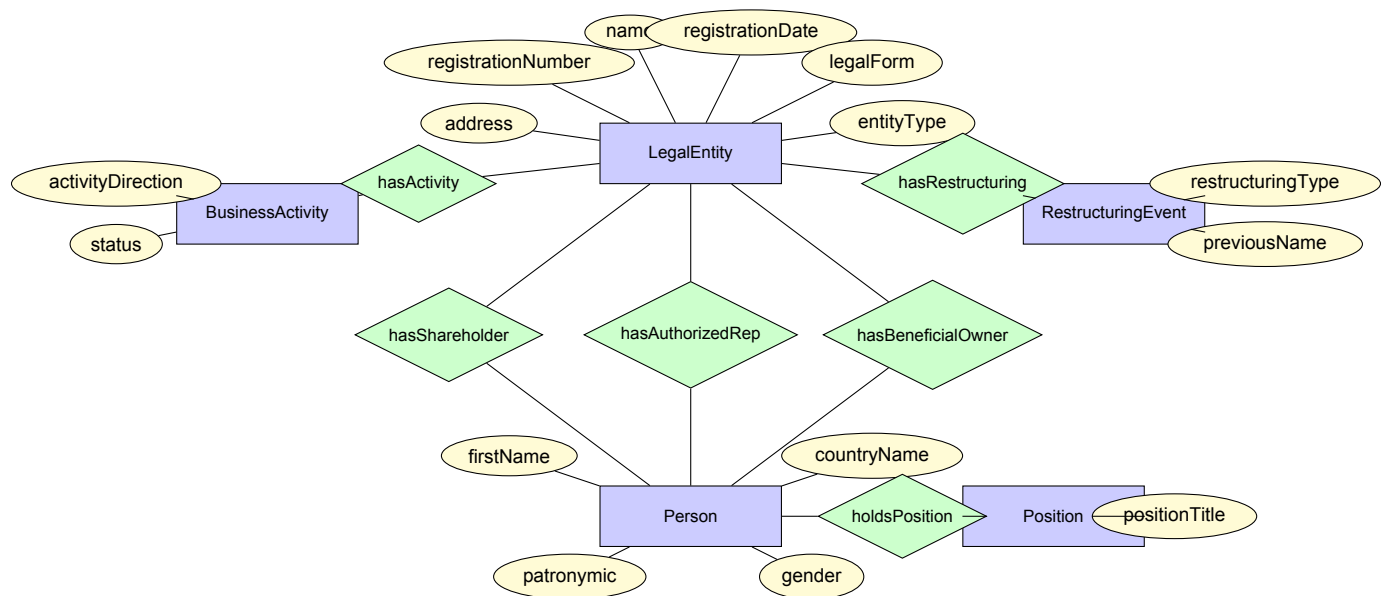 name
registrationDate
registrationNumber
legalForm
address
entityType
LegalEntity
activityDirection
hasActivity
hasRestructuring
restructuringType
BusinessActivity
RestructuringEvent
status
previousName
hasShareholder
hasAuthorizedRep
hasBeneficialOwner
firstName
countryName
Person
holdsPosition
Position
positionTitle
patronymic
gender